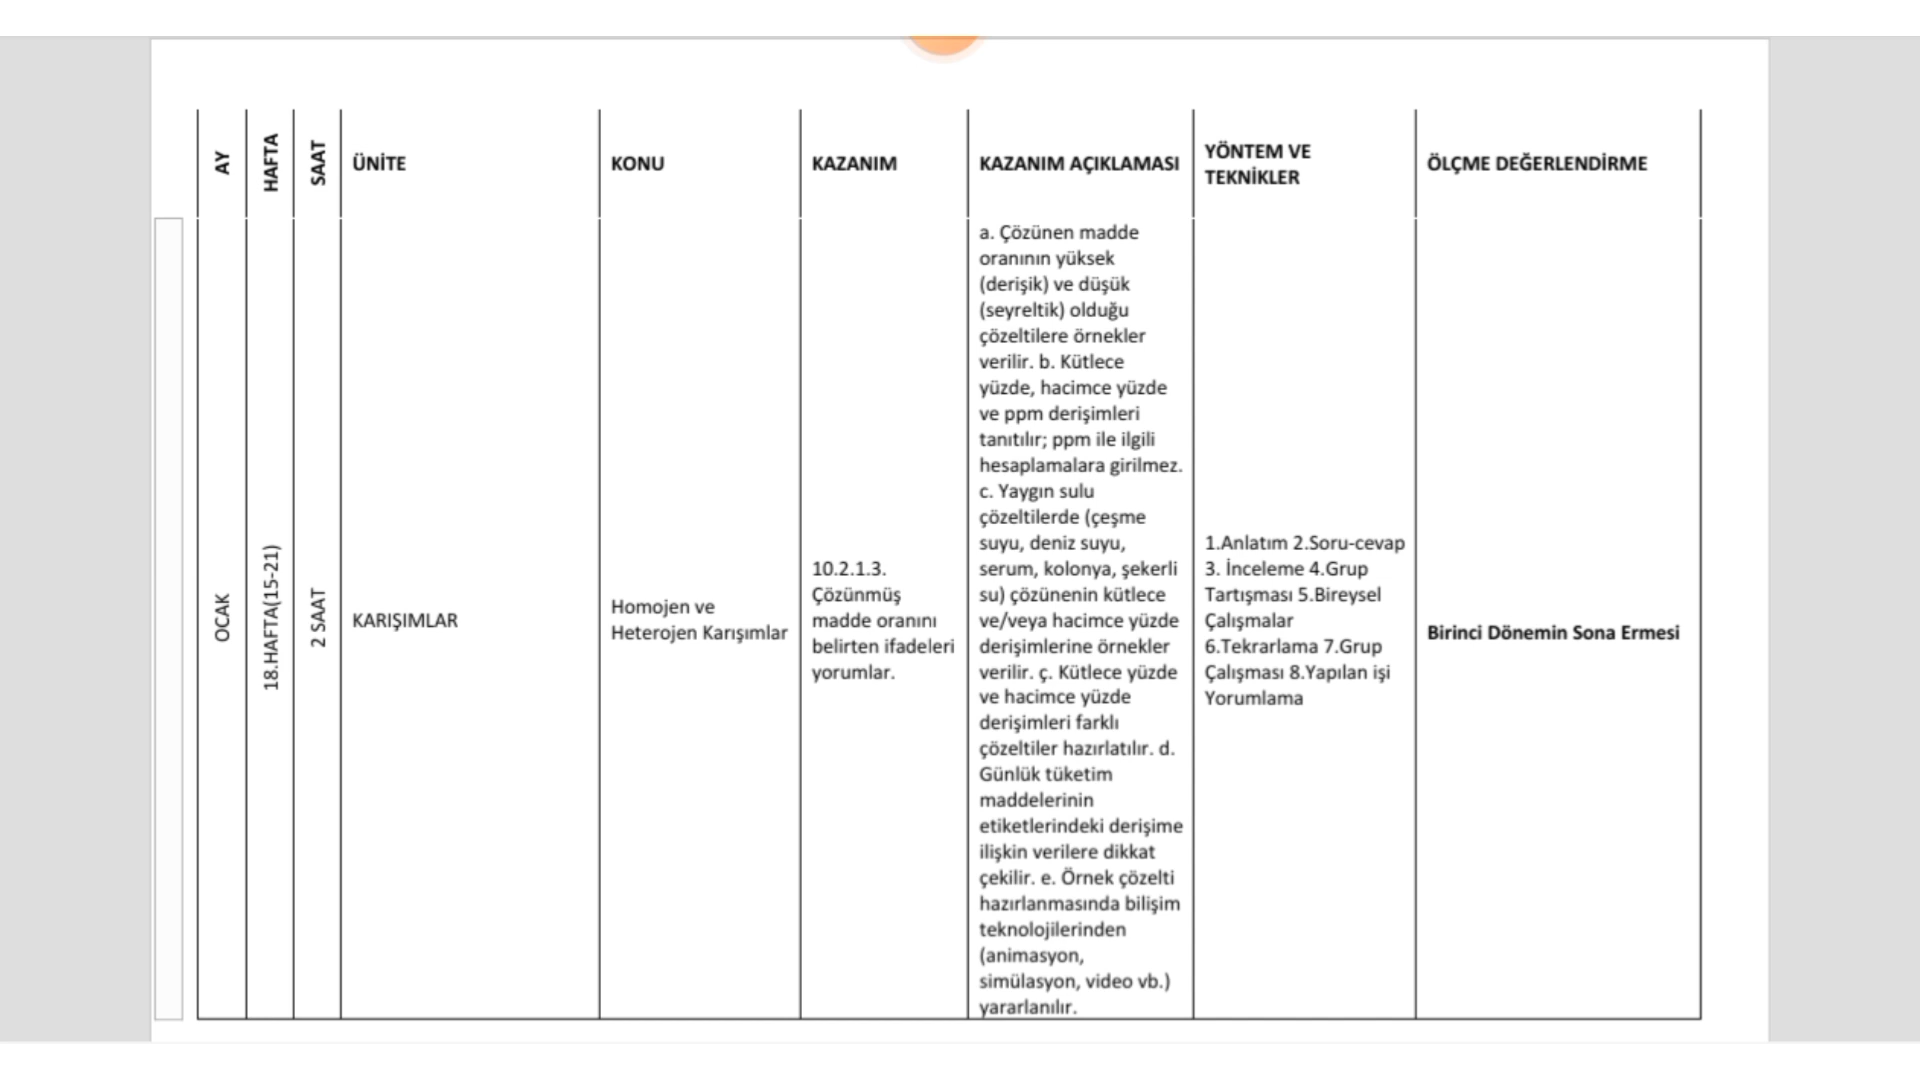 AY
HAFTA
SAAT
ÜNİTE
KONU
KAZANIM
KAZANIM AÇIKLAMASI
YÖNTEM VE
TEKNİKLER
ÖLÇME DEĞERLENDİRME
OCAK
18.HAFTA(15-21)
2 SAAT
KARIŞIMLAR
Homojen ve
Heterojen Karışımlar
10.2.1.3.
Çözünmüş
madde oranını
belirten ifadeleri
yorumlar.
a. Çözünen madde
oranının yüksek
(derişik) ve düşük
(seyreltik) olduğu
çözeltilere örnekler
verilir. b. Kütlece
yüzde, hacimce yüzde
ve ppm derişimleri
tanıtılır; ppm ile ilgili
hesaplamalara girilmez.
c. Yaygın sulu
çözeltilerde (çeşme
suyu, deniz suyu,
serum, kolonya, şekerli
su) çözünenin kütlece
ve/veya hacimce yüzde
derişimlerine örnekler
verilir. ç. Kütlece yüzde
ve hacimce yüzde
derişimleri farklı
çözeltiler hazırlatılır. d.
Günlük tüketim
maddelerinin
etiketlerindeki derişime
ilişkin verilere dikkat
çekilir. e. Örnek çözelti
hazırlanmasında bilişim
teknolojilerinden
(animasyon,
simülasyon, video vb.)
yararlanılır.
1.Anlatım 2.Soru-cevap
3. İnceleme 4.Grup
Tartışması 5.Bireysel
Çalışmalar
6.Tekrarlama 7.Grup
Çalışması 8.Yapılan işi
Yorumlama
Birinci Dönemin Sona Ermesi